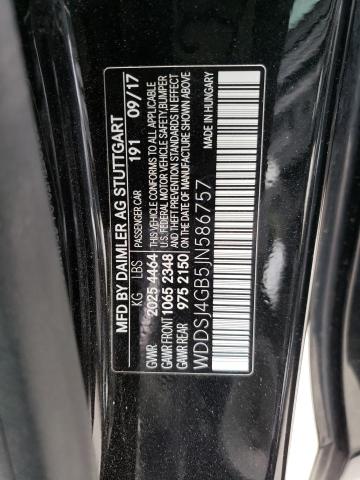 MFD BY DAIMLER AG STUTTGART
191 09/17
KG LBS PASSENGER CAR
GVWR 2025 4464 THIS VEHICLE CONFORMS TO ALL APPLICABLE
GAWR FRONT 1065 2348 U.S. FEDERAL MOTOR VEHICLE SAFETY, BUMPER,
GAWR REAR 975 2150 AND THEFT PREVENTION STANDARDS IN EFFECT
ON THE DATE OF MANUFACTURE SHOWN ABOVE
WDDSJ4GB5JN586757 MADE IN HUNGARY